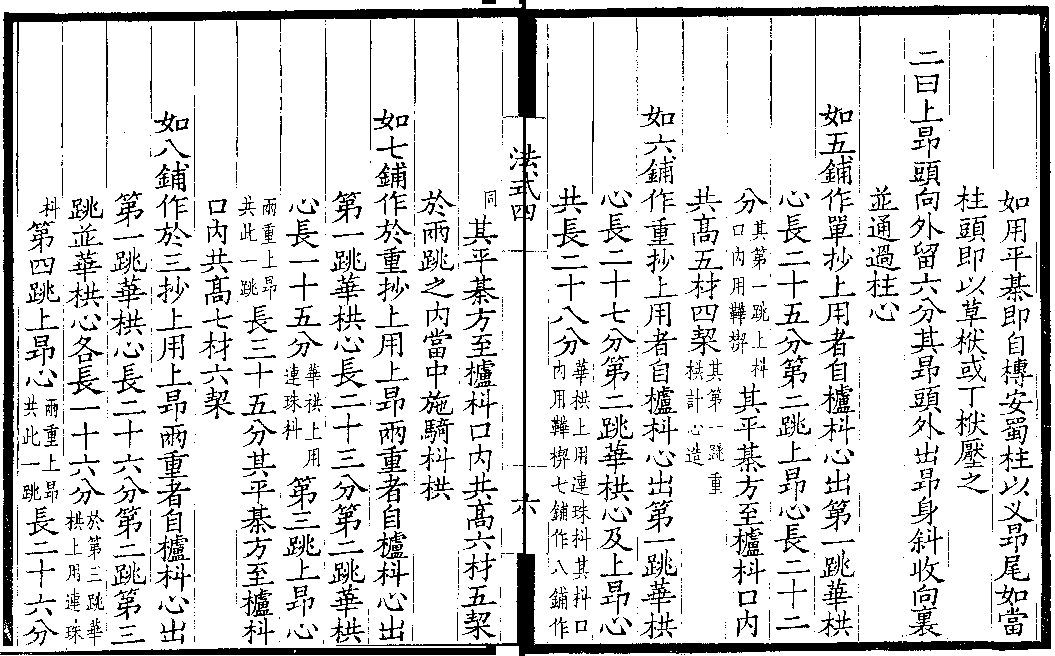 如用平棊即自槫安蜀柱以义昂尾如當
柱頭即以草栿或丁栿壓之
二曰上昂頭向外留六分其昂頭外出昂身斜收向裏
並通過柱心
如五鋪作單抄上用者自櫨枓心出第一跳華栱
心長二十五分第二跳上昂心長二十二
分其第一跳上枓口内用鞾楔其平棊方至櫨枓口内
共髙五材四栔其第一跳重栱計心造
如六鋪作重抄上用者自櫨枓心出第一跳華栱
心長二十七分第二跳華栱心及上昂心
共長二十八分華栱上用連珠枓其枓口内用鞾楔七鋪作八鋪作
法式四
六
同其平棊方至櫨枓口内共髙六材五栔
於兩跳之内當中施騎枓栱
如七鋪作於重抄上用上昂兩重者自櫨枓心出
第一跳華栱心長二十三分第二跳華栱
心長一十五分華栱上用連珠枓第三跳上昂心
兩重上昂共此一跳長三十五分其平棊方至櫨枓
口内共髙七材六栔
如八鋪作於三抄上用上昂兩重者自櫨枓心出
第一跳華栱心長二十六分第二跳第三
跳並華栱心各長一十六分於第三跳華栱上用連珠
枓第四跳上昂心兩重上昂共此一跳長二十六分